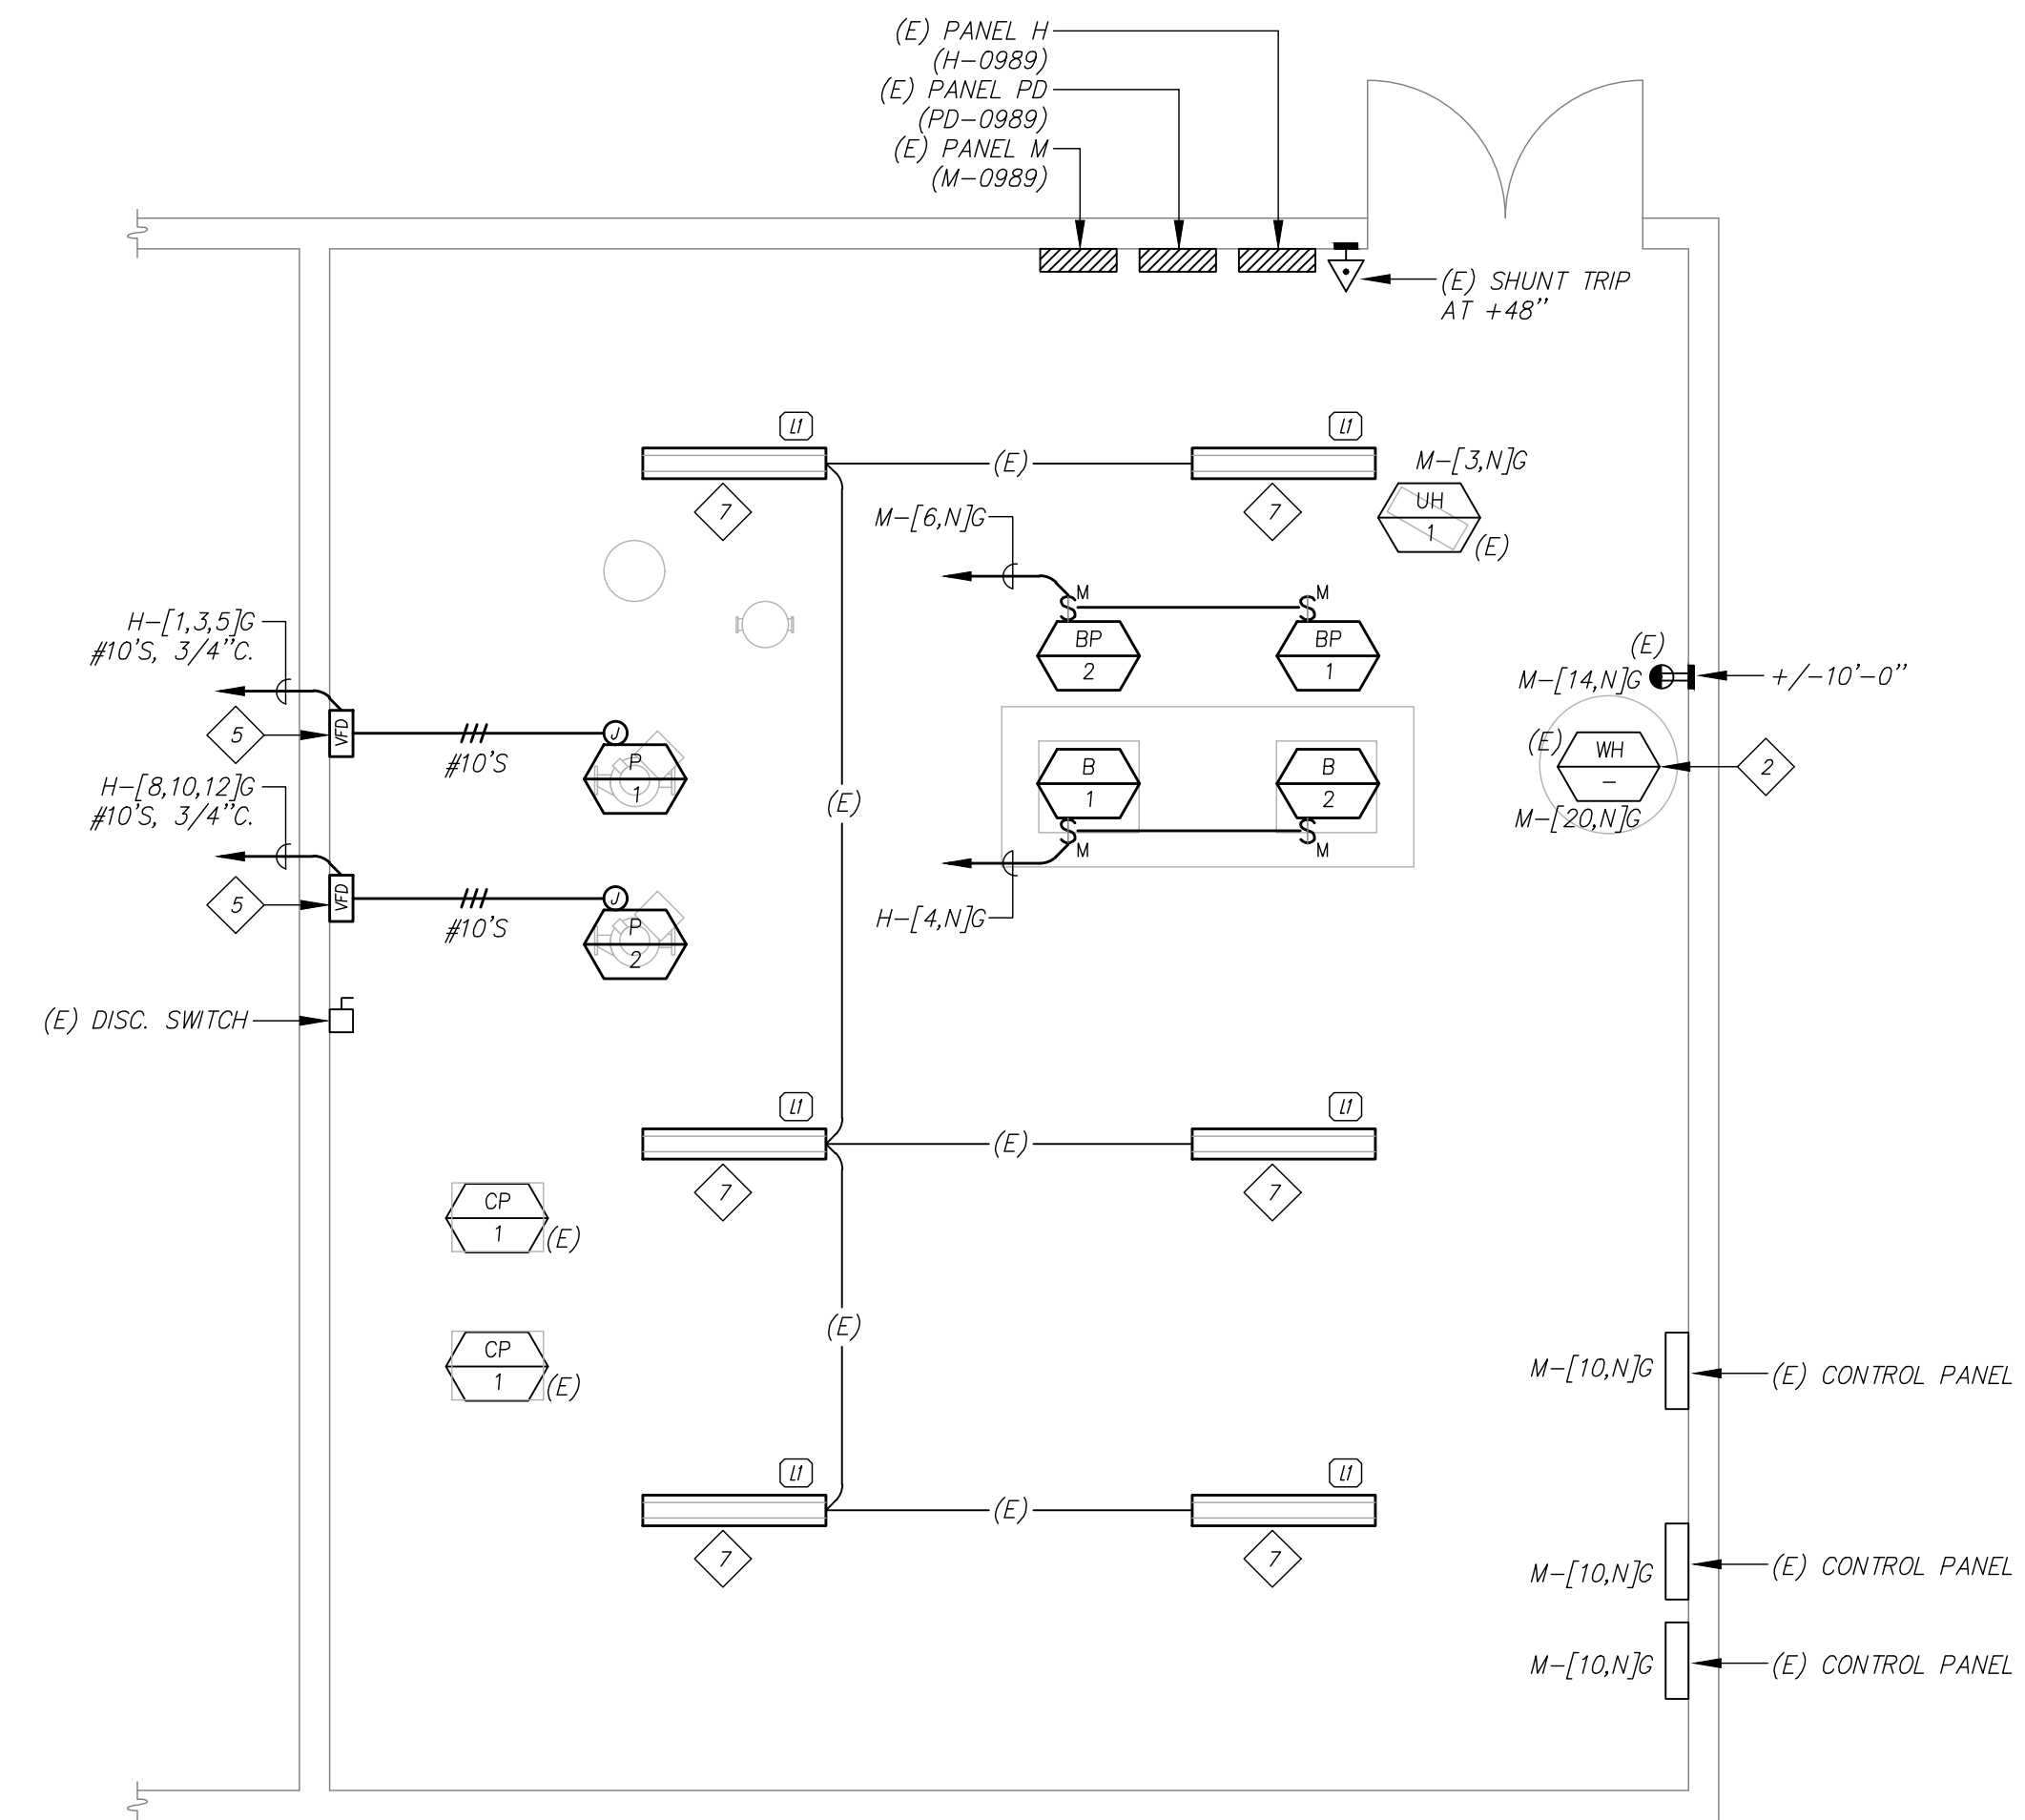 (E) PANEL H
(H-0989)
(E) PANEL PD
(PD-0989)
(E) PANEL M
(M-0989)
(E) SHUNT TRIP
AT +48"
L1
L1
(E)
7
7
M-[3,N]G
UH
1
(E)
M-[6,N]G
M
M
BP
2
BP
1
H-[1,3,5]G
#10'S, 3/4"C.
5
VFD
#10'S
J
P
1
(E)
(E)
M-[14,N]G
+/-10'-0"
(E)
WH
-
2
M-[20,N]G
B
1
B
2
M
M
H-[4,N]G
H-[8,10,12]G
#10'S, 3/4"C.
5
VFD
#10'S
J
P
2
(E) DISC. SWITCH
L1
L1
(E)
7
7
CP
1
(E)
CP
1
(E)
(E)
M-[10,N]G
(E) CONTROL PANEL
L1
L1
(E)
7
7
M-[10,N]G
(E) CONTROL PANEL
M-[10,N]G
(E) CONTROL PANEL